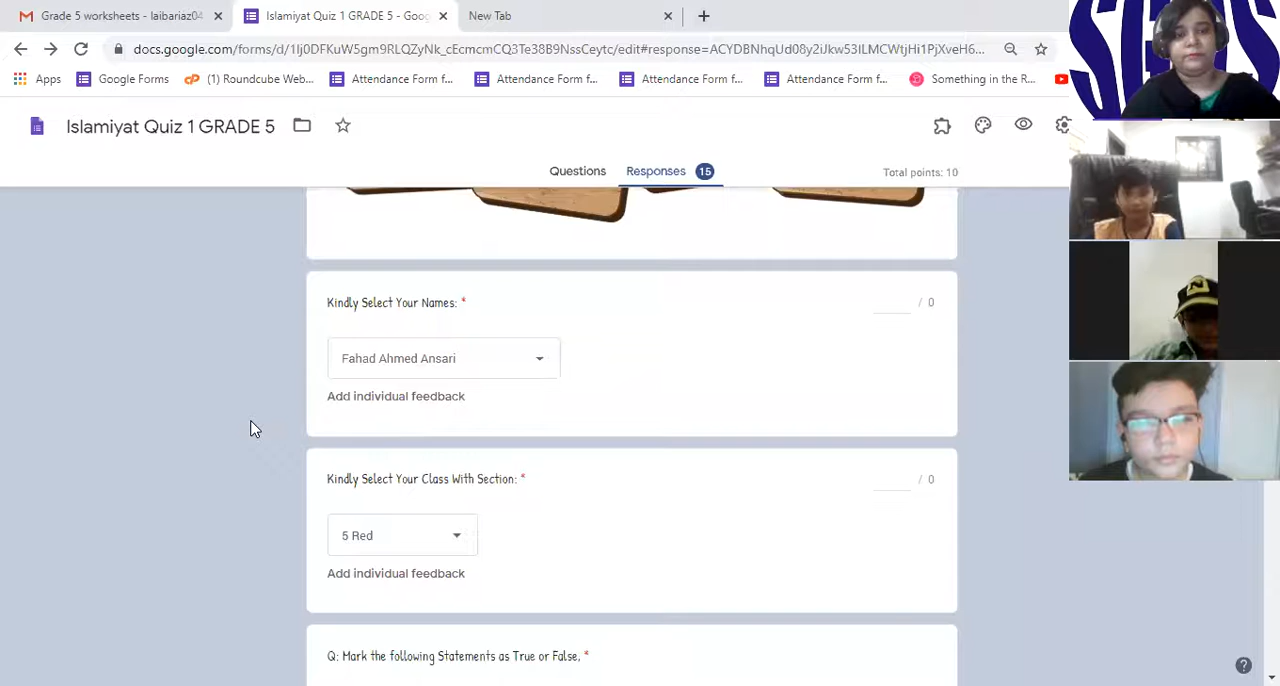 Grade 5 worksheets - laibariaz04
Islamiyat Quiz 1 GRADE 5 - Goo
New Tab
docs.google.com/forms/d/1Ij0DFKuW5gm9RLQZyNk_cEdnPmCQ3Te38B9NssCeytc/edit#response=ACYDBNhqUd08y2iJkw53ILMCWtjHi1PjXveH6...
Apps
Google Forms
(1) Roundcube Web...
Attendance Form f...
Attendance Form f...
Attendance Form f...
Attendance Form f...
Something in the R...
Islamiyat Quiz 1 GRADE 5
Questions
Responses 15
Total points: 10
Kindly Select Your Names: *
/ 0
Fahad Ahmed Ansari
Add individual feedback
Kindly Select Your Class With Section: *
/ 0
5 Red
Add individual feedback
Q: Mark the following Statements as True or False, *